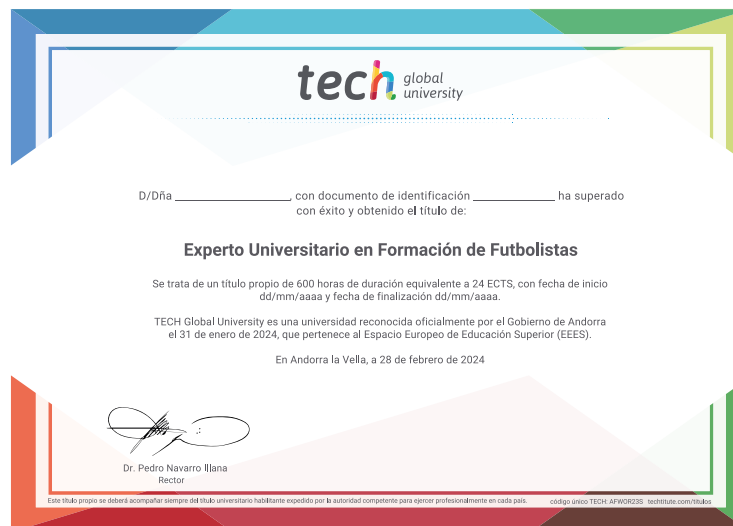 tech global university
D/Dña ____________________, con documento de identificación ______________ ha superado
con éxito y obtenido el título de:
Experto Universitario en Formación de Futbolistas
Se trata de un título propio de 600 horas de duración equivalente a 24 ECTS, con fecha de inicio
dd/mm/aaaa y fecha de finalización dd/mm/aaaa.
TECH Global University es una universidad reconocida oficialmente por el Gobierno de Andorra
el 31 de enero de 2024, que pertenece al Espacio Europeo de Educación Superior (EEES).
En Andorra la Vella, a 28 de febrero de 2024
Dr. Pedro Navarro Illana
Rector
Este título propio se deberá acompañar siempre del título universitario habilitante expedido por la autoridad competente para ejercer profesionalmente en cada país. código único TECH: AFWOR23S techtitute.com/titulos